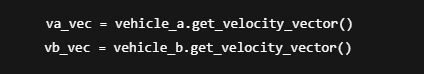 va_vec = vehicle_a.get_velocity_vector()
vb_vec = vehicle_b.get_velocity_vector()